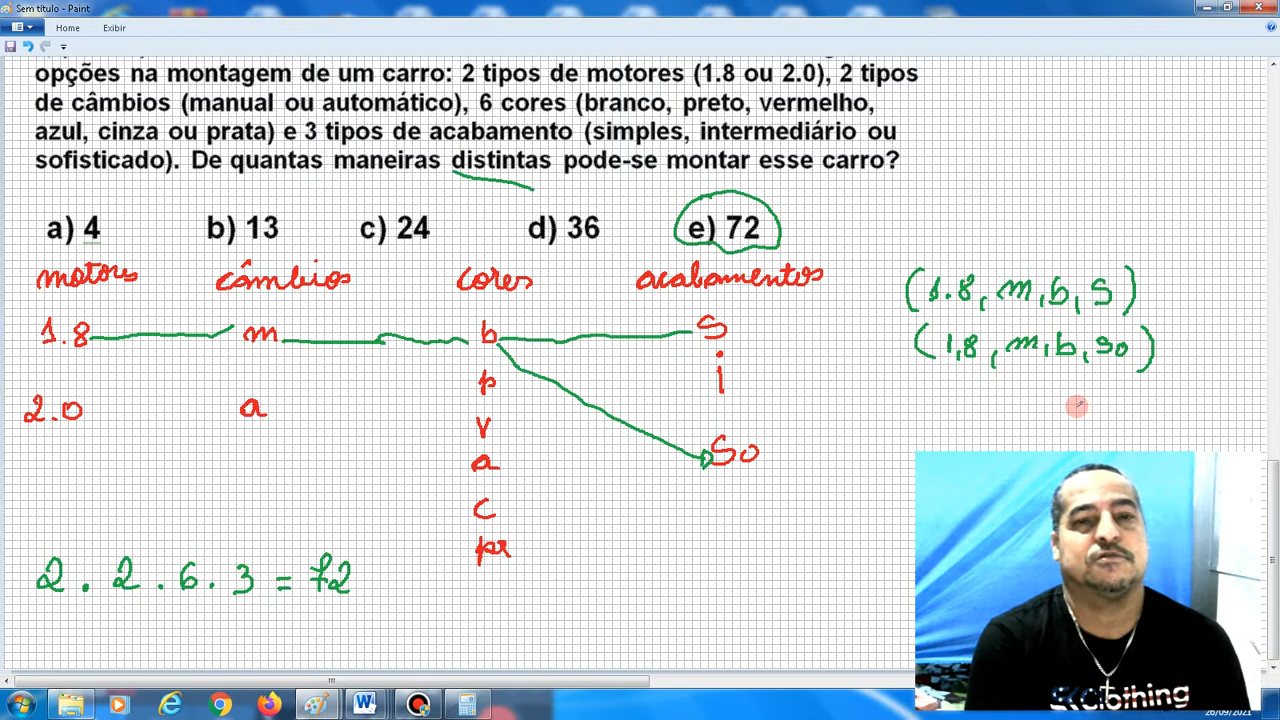 Sem título - Paint
Home Exibir
opções na montagem de um carro: 2 tipos de motores (1.8 ou 2.0), 2 tipos
de câmbios (manual ou automático), 6 cores (branco, preto, vermelho,
azul, cinza ou prata) e 3 tipos de acabamento (simples, intermediário ou
sofisticado). De quantas maneiras distintas pode-se montar esse carro?
a) 4 b) 13 c) 24 d) 36 e) 72
motores câmbios cores acabamentos
(1.8, m, b, S)
1.8 m b S
(1,8, m, b, so)
p i
2.0 a
v
a So
c
pr
2 . 2 . 6 . 3 = 72
clothing
26/09/2021